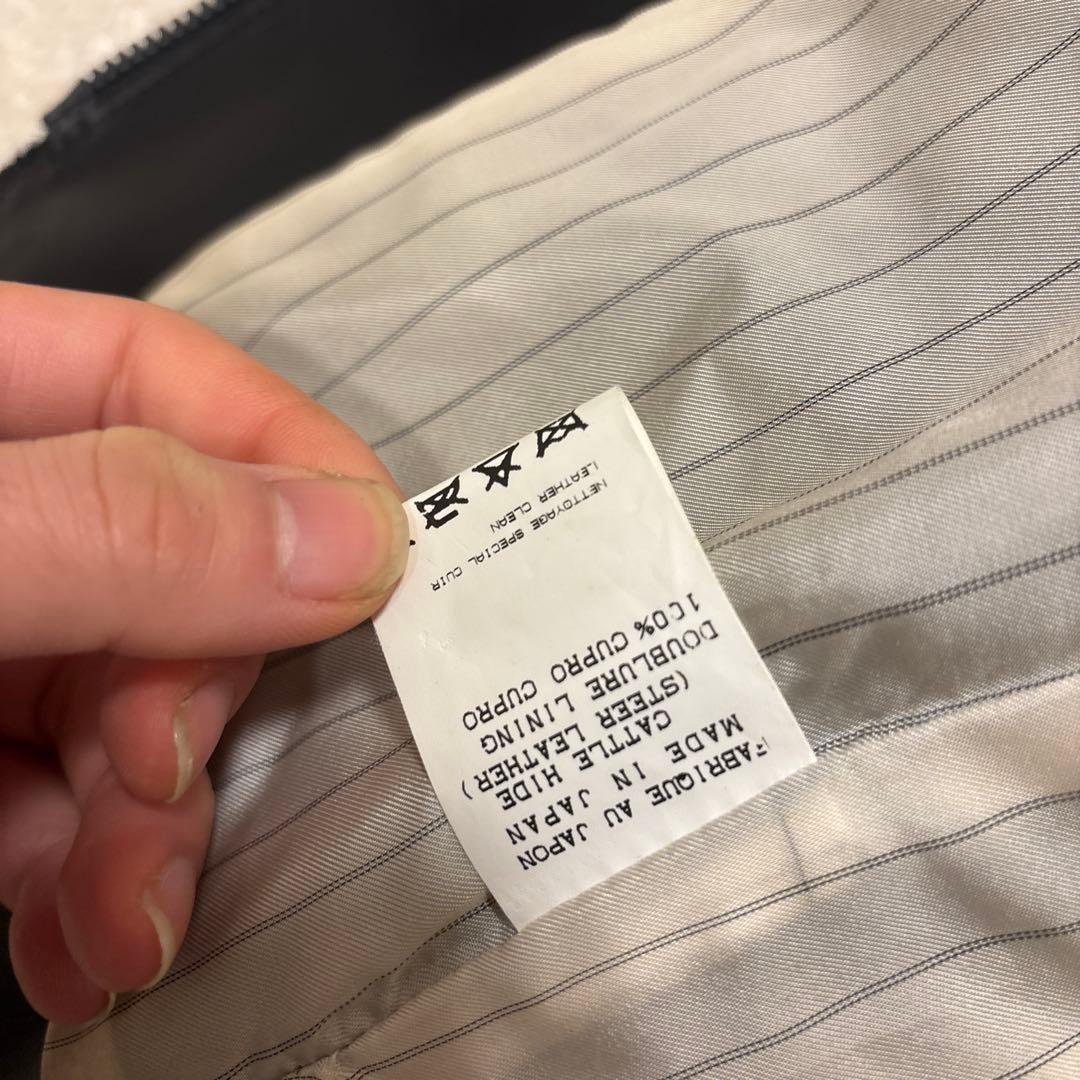 FABRIQUE AU JAPON
MADE IN JAPAN
CATTLE HIDE
(STEER LEATHER)
DOUBLURE LINING
100% CUPRO CUPRO
NETTOYAGE SPECIAL CUIR
LEATHER CLEAN